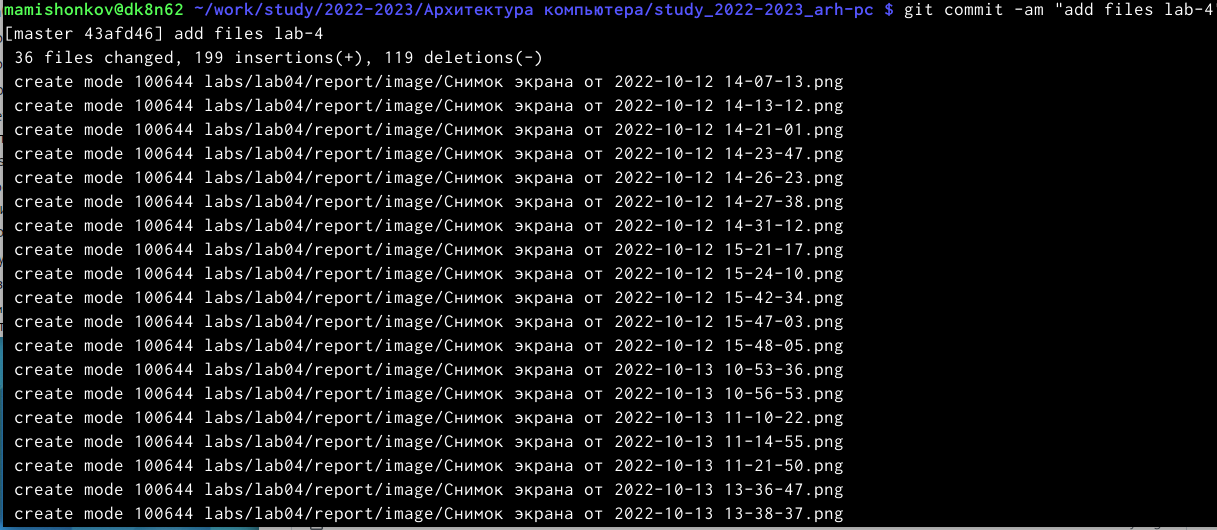 mamishonkov@dk8n62 ~/work/study/2022-2023/Архитектура компьютера/study_2022-2023_arh-pc $ git commit -am "add files lab-4"
[master 43afd46] add files lab-4
36 files changed, 199 insertions(+), 119 deletions(-)
create mode 100644 labs/lab04/report/image/Снимок экрана от 2022-10-12 14-07-13.png
create mode 100644 labs/lab04/report/image/Снимок экрана от 2022-10-12 14-13-12.png
create mode 100644 labs/lab04/report/image/Снимок экрана от 2022-10-12 14-21-01.png
create mode 100644 labs/lab04/report/image/Снимок экрана от 2022-10-12 14-23-47.png
create mode 100644 labs/lab04/report/image/Снимок экрана от 2022-10-12 14-26-23.png
create mode 100644 labs/lab04/report/image/Снимок экрана от 2022-10-12 14-27-38.png
create mode 100644 labs/lab04/report/image/Снимок экрана от 2022-10-12 14-31-12.png
create mode 100644 labs/lab04/report/image/Снимок экрана от 2022-10-12 15-21-17.png
create mode 100644 labs/lab04/report/image/Снимок экрана от 2022-10-12 15-24-10.png
create mode 100644 labs/lab04/report/image/Снимок экрана от 2022-10-12 15-42-34.png
create mode 100644 labs/lab04/report/image/Снимок экрана от 2022-10-12 15-47-03.png
create mode 100644 labs/lab04/report/image/Снимок экрана от 2022-10-12 15-48-05.png
create mode 100644 labs/lab04/report/image/Снимок экрана от 2022-10-13 10-53-36.png
create mode 100644 labs/lab04/report/image/Снимок экрана от 2022-10-13 10-56-53.png
create mode 100644 labs/lab04/report/image/Снимок экрана от 2022-10-13 11-10-22.png
create mode 100644 labs/lab04/report/image/Снимок экрана от 2022-10-13 11-14-55.png
create mode 100644 labs/lab04/report/image/Снимок экрана от 2022-10-13 11-21-50.png
create mode 100644 labs/lab04/report/image/Снимок экрана от 2022-10-13 13-36-47.png
create mode 100644 labs/lab04/report/image/Снимок экрана от 2022-10-13 13-38-37.png